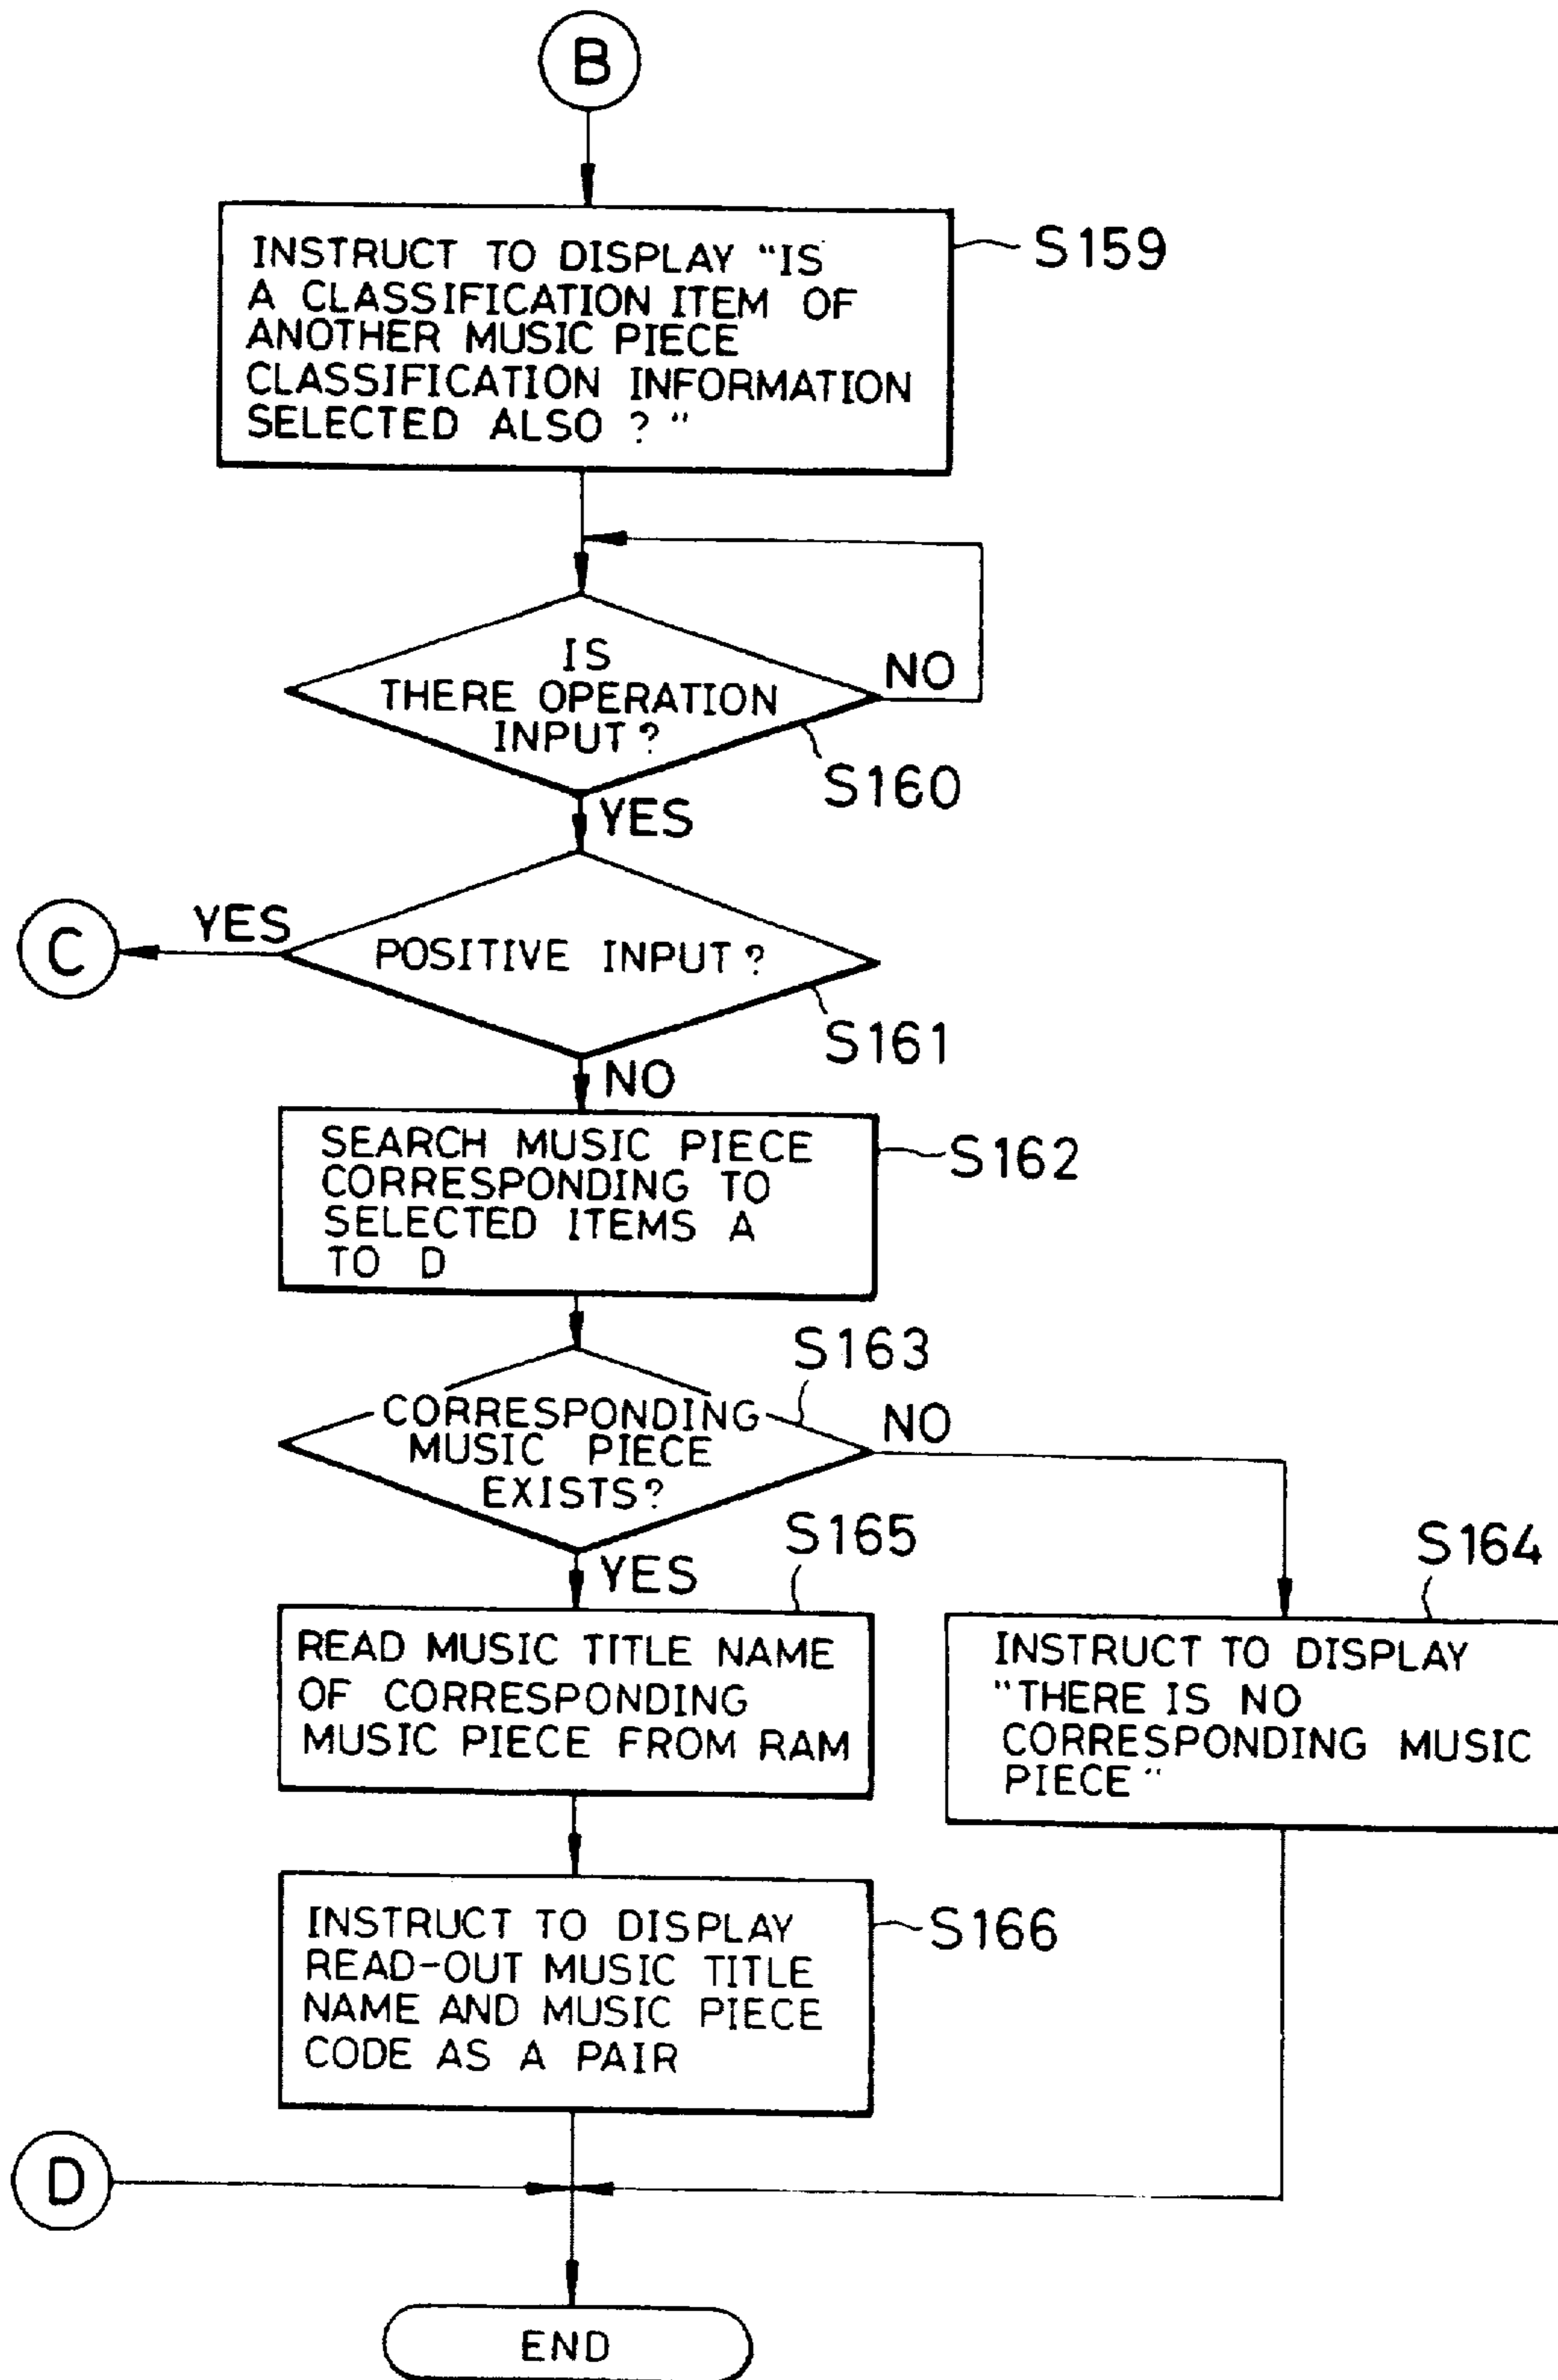 B
INSTRUCT TO DISPLAY "IS
A CLASSIFICATION ITEM OF
ANOTHER MUSIC PIECE
CLASSIFICATION INFORMATION
SELECTED ALSO ? "
S159
IS
THERE OPERATION
INPUT ?
NO
S160
YES
POSITIVE INPUT ?
YES
C
S161
NO
SEARCH MUSIC PIECE
CORRESPONDING TO
SELECTED ITEMS A
TO D
S162
S163
CORRESPONDING
MUSIC PIECE
EXISTS?
NO
YES
S165
S164
READ MUSIC TITLE NAME
OF CORRESPONDING
MUSIC PIECE FROM RAM
INSTRUCT TO DISPLAY
"THERE IS NO
CORRESPONDING MUSIC
PIECE"
INSTRUCT TO DISPLAY
READ-OUT MUSIC TITLE
NAME AND MUSIC PIECE
CODE AS A PAIR
S166
D
END